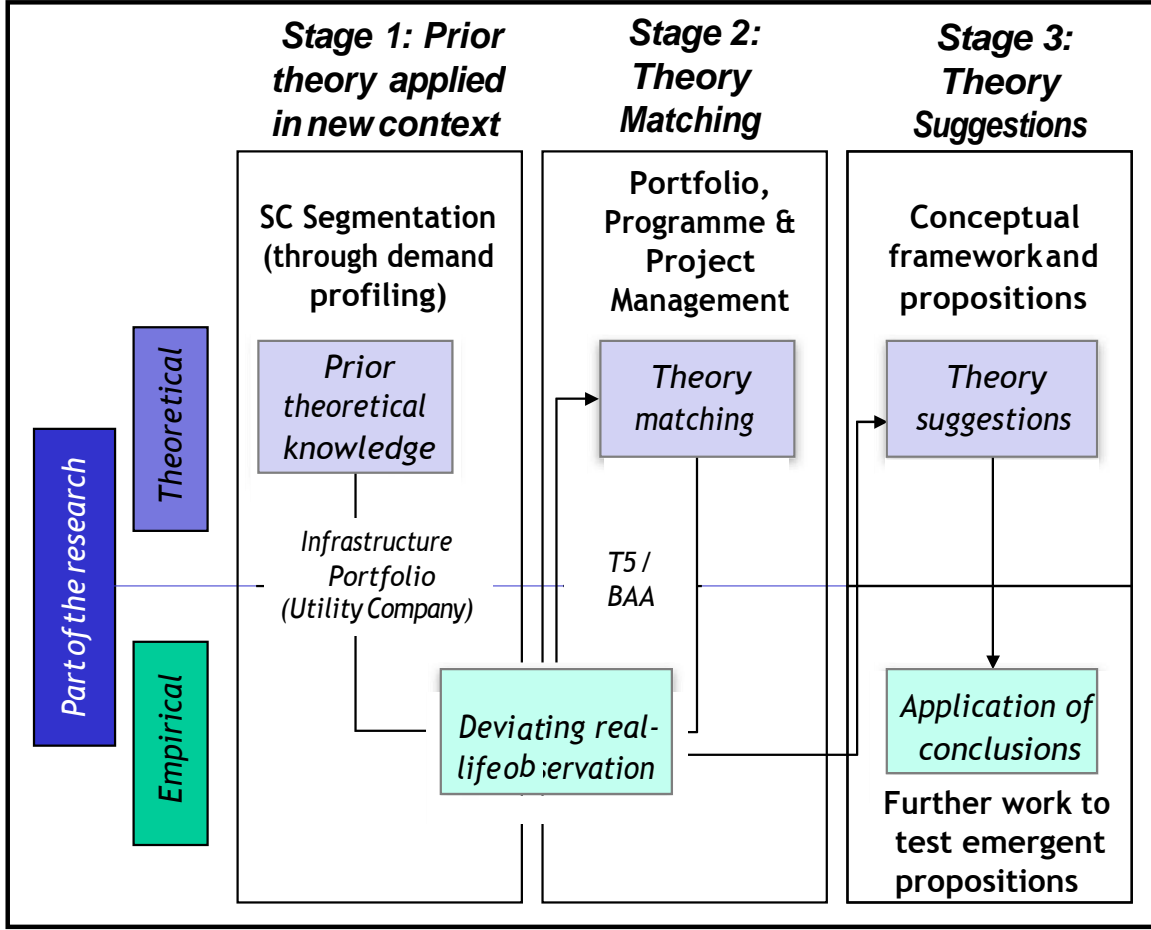 Stage 1: Prior
theory applied
in new context
Stage 2:
Theory
Matching
Stage 3:
Theory
Suggestions
SC Segmentation
(through demand
profiling)
Portfolio,
Programme &
Project
Management
Conceptual
framework and
propositions
Part of the research
Theoretical
Empirical
Prior
theoretical
knowledge
Theory
matching
Theory
suggestions
Infrastructure
Portfolio
(Utility Company)
T5 /
BAA
Deviating real-
life observation
Application of
conclusions
Further work to
test emergent
propositions